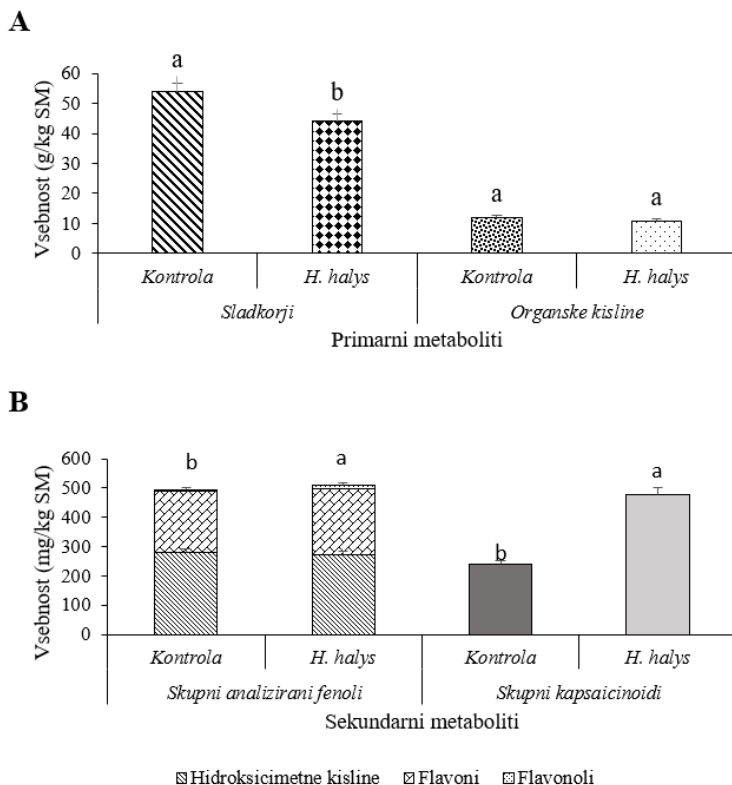 A
a
b
a
a
60
50
40
30
20
10
0
Vsebnost (g/kg SM)
Kontrola H. halys Kontrola H. halys
Sladkorji Organske kisline
Primarni metaboliti
B
b
a
b
a
600
500
400
300
200
100
0
Vsebnost (mg/kg SM)
Kontrola H. halys Kontrola H. halys
Skupni analizirani fenoli Skupni kapsaicinoidi
Sekundarni metaboliti
Hidroksicimetne kisline Flavoni Flavonoli